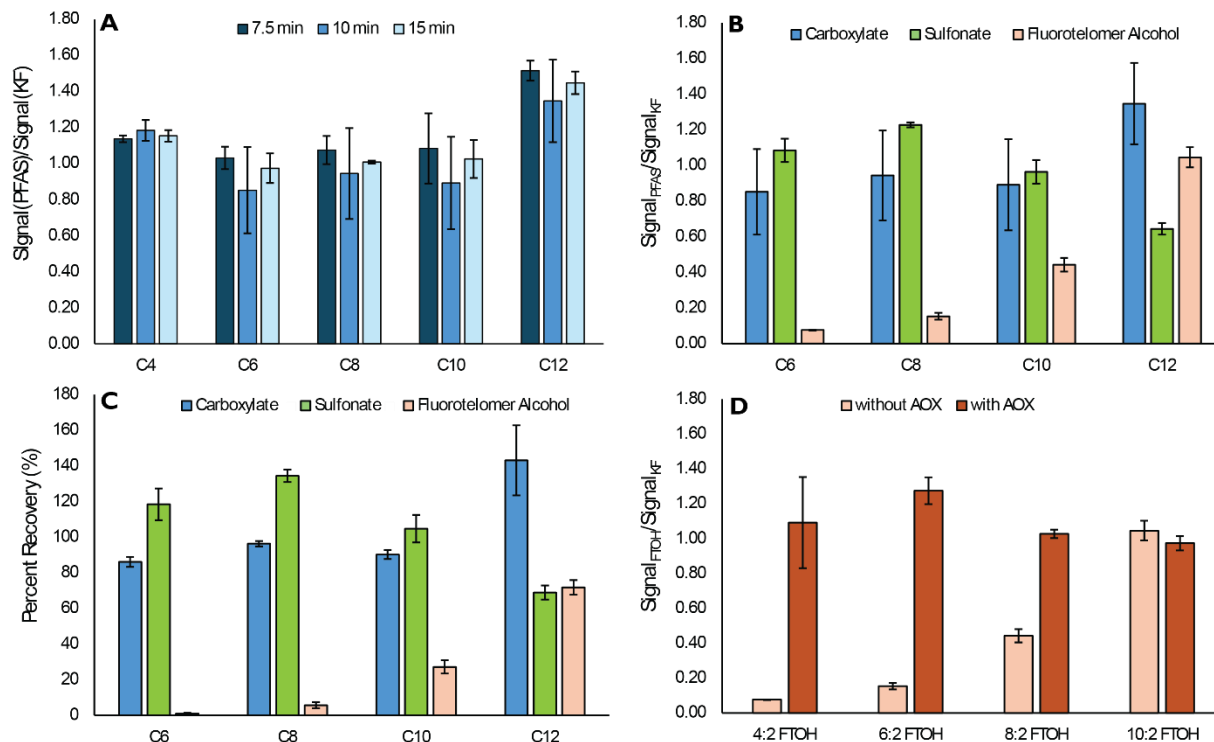 A
7.5 min 10 min 15 min
Signal(PFAS)/Signal(KF)
1.80
1.60
1.40
1.20
1.00
0.80
0.60
0.40
0.20
0.00
C4 C6 C8 C10 C12
B
Carboxylate Sulfonate Fluorotelomer Alcohol
SignalPFAS/SignalKF
1.80
1.60
1.40
1.20
1.00
0.80
0.60
0.40
0.20
0.00
C6 C8 C10 C12
C
Carboxylate Sulfonate Fluorotelomer Alcohol
Percent Recovery (%)
180
160
140
120
100
80
60
40
20
0
C6 C8 C10 C12
D
without AOX with AOX
SignalFTOH/SignalKF
1.80
1.60
1.40
1.20
1.00
0.80
0.60
0.40
0.20
0.00
4:2 FTOH 6:2 FTOH 8:2 FTOH 10:2 FTOH